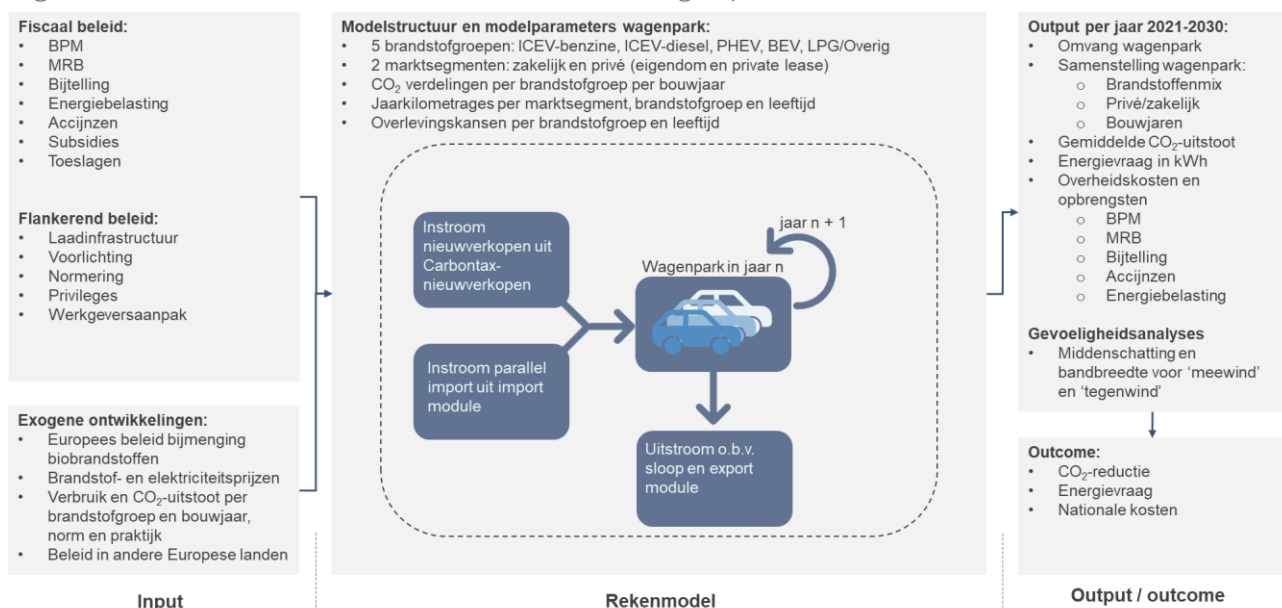 Fiscaal beleid:
• BPM
• MRB
• Bijtelling
• Energiebelasting
• Accijnzen
• Subsidies
• Toeslagen
Flankerend beleid:
• Laadinfrastructuur
• Voorlichting
• Normering
• Privileges
• Werkgeversaanpak
Exogene ontwikkelingen:
• Europees beleid bijmenging
biobrandstoffen
• Brandstof- en elektriciteitsprijzen
• Verbruik en CO₂-uitstoot per
brandstofgroep en bouwjaar,
norm en praktijk
• Beleid in andere Europese landen
Input
Modelstructuur en modelparameters wagenpark:
• 5 brandstofgroepen: ICEV-benzine, ICEV-diesel, PHEV, BEV, LPG/Overig
• 2 marktsegmenten: zakelijk en privé (eigendom en private lease)
• CO₂ verdelingen per brandstofgroep per bouwjaar
• Jaarkilometrages per marktsegment, brandstofgroep en leeftijd
• Overlevingskansen per brandstofgroep en leeftijd
Instroom
nieuwverkopen uit
Carbontax-
nieuwverkopen
Instroom parallel
import uit import
module
jaar n + 1
Wagenpark in jaar n
Uitstroom o.b.v.
sloop en export
module
Rekenmodel
Output per jaar 2021-2030:
• Omvang wagenpark
• Samenstelling wagenpark:
o Brandstoffenmix
o Privé/zakelijk
o Bouwjaren
• Gemiddelde CO₂-uitstoot
• Energievraag in kWh
• Overheidskosten en
opbrengsten
o BPM
o MRB
o Bijtelling
o Accijnzen
o Energiebelasting
Gevoeligheidsanalyses
• Middenschatting en
bandbreedte voor ‘meewind’
en ‘tegenwind’
Outcome:
• CO₂-reductie
• Energievraag
• Nationale kosten
Output / outcome